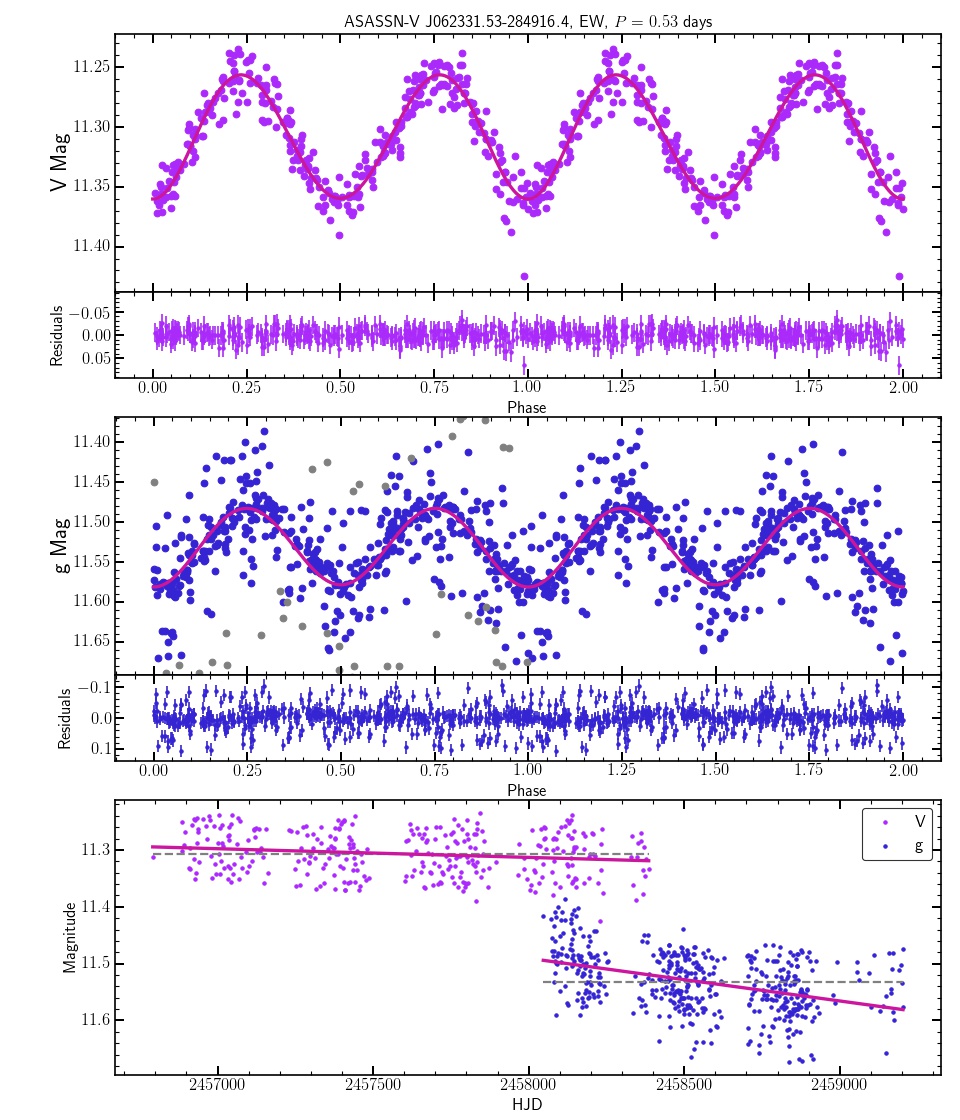 ASASSN-V J062331.53-284916.4, EW, P = 0.53 days
11.25
11.30
11.35
11.40
V Mag
−0.05
0.00
0.05
Residuals
0.00 0.25 0.50 0.75 1.00 1.25 1.50 1.75 2.00
Phase
11.40
11.45
11.50
11.55
11.60
11.65
g Mag
−0.1
0.0
0.1
Residuals
0.00 0.25 0.50 0.75 1.00 1.25 1.50 1.75 2.00
Phase
V
g
11.3
11.4
11.5
11.6
Magnitude
2457000 2457500 2458000 2458500 2459000
HJD